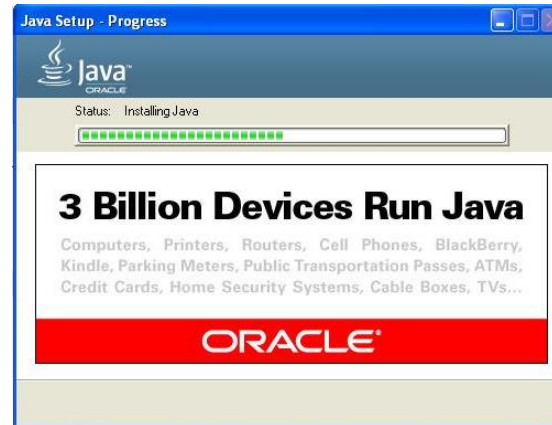 Java Setup - Progress
Java™
ORACLE
Status: Installing Java
3 Billion Devices Run Java
Computers, Printers, Routers, Cell Phones, BlackBerry,
Kindle, Parking Meters, Public Transportation Passes, ATMs,
Credit Cards, Home Security Systems, Cable Boxes, TVs...
ORACLE®